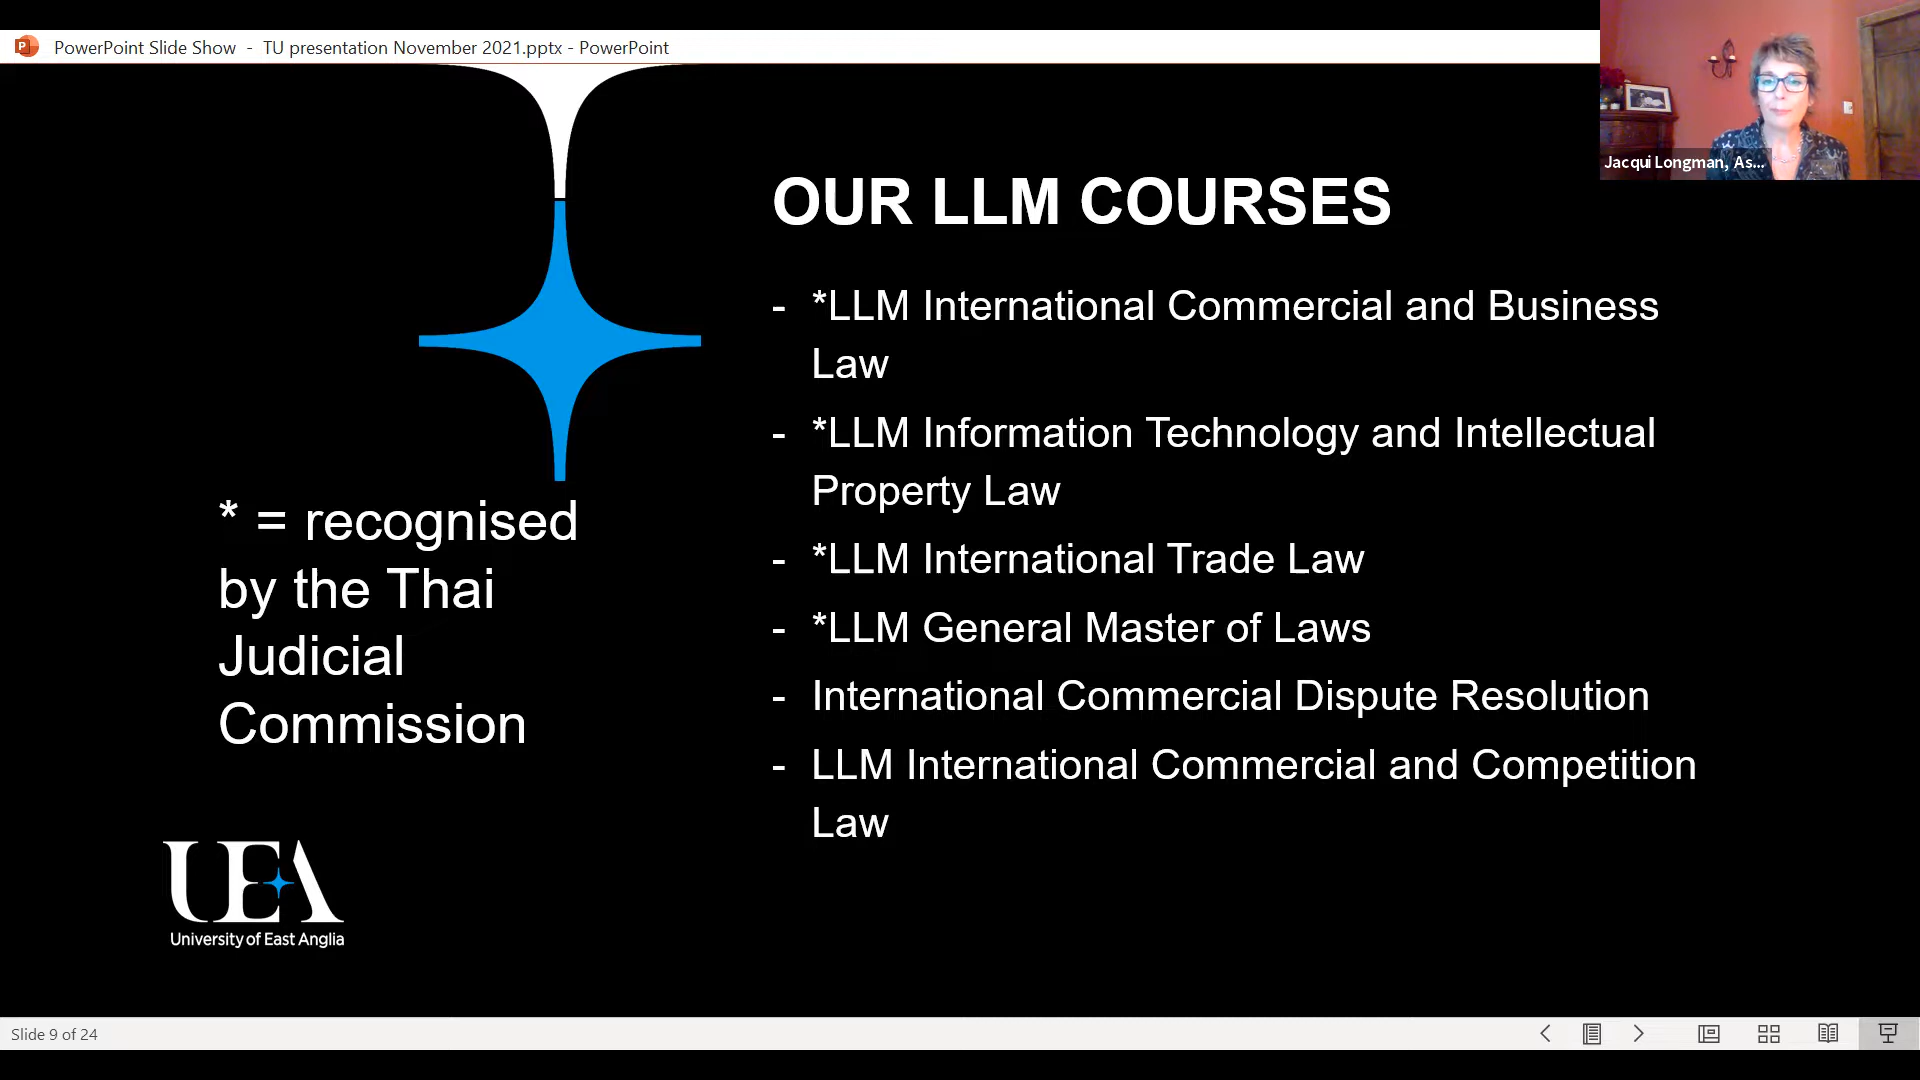 PowerPoint Slide Show - TU presentation November 2021.pptx - PowerPoint
Jacqui Longman, As...
OUR LLM COURSES
- *LLM International Commercial and Business
Law
- *LLM Information Technology and Intellectual
Property Law
- *LLM International Trade Law
- *LLM General Master of Laws
- International Commercial Dispute Resolution
- LLM International Commercial and Competition
Law
* = recognised
by the Thai
Judicial
Commission
UEA
University of East Anglia
Slide 9 of 24